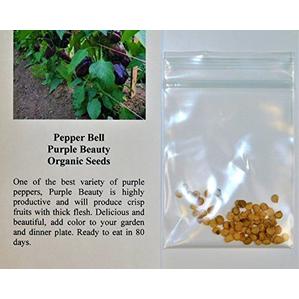 Pepper Bell
Purple Beauty
Organic Seeds
One of the best variety of purple
peppers, Purple Beauty is highly
productive and will produce crisp
fruits with thick flesh. Delicious and
beautiful, add color to your garden
and dinner plate. Ready to eat in 80
days.